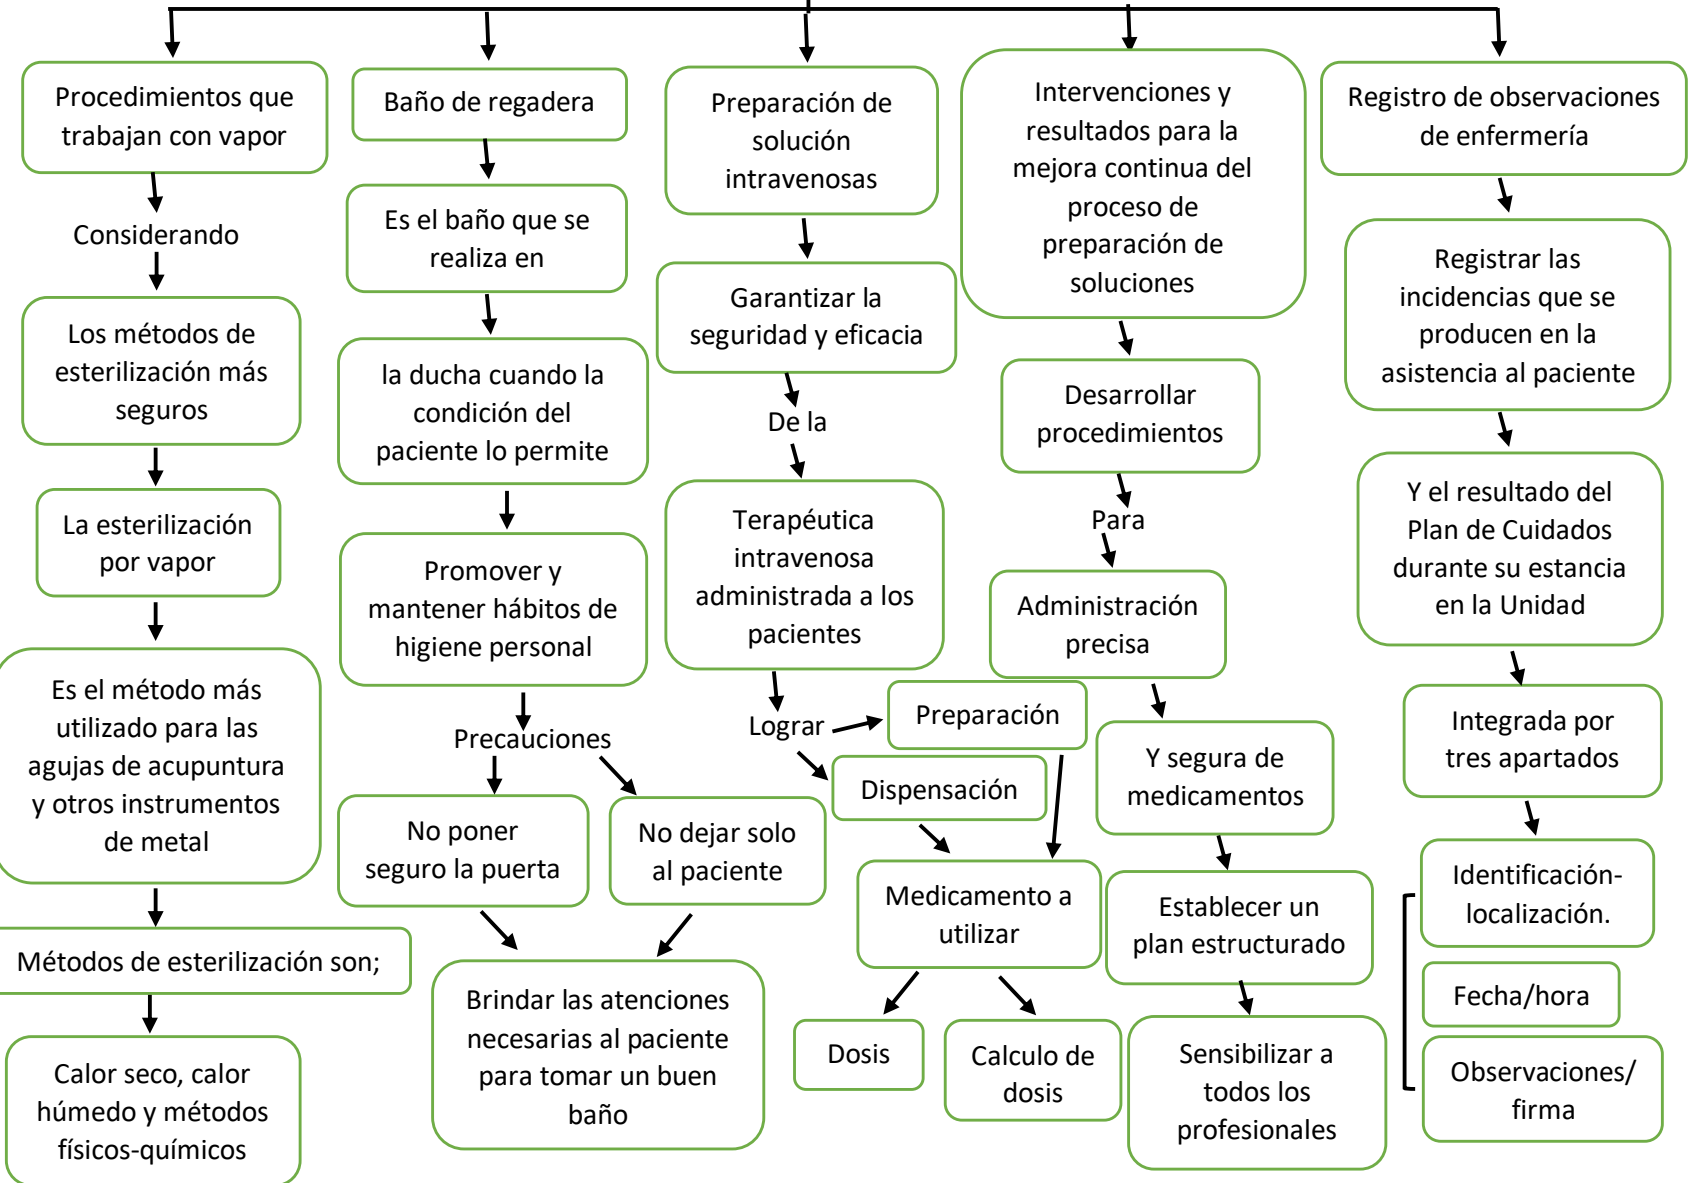 Procedimientos que
trabajan con vapor
Considerando
Los métodos de
esterilización más
seguros
La esterilización
por vapor
Es el método más
utilizado para las
agujas de acupuntura
y otros instrumentos
de metal
Métodos de esterilización son;
Calor seco, calor
húmedo y métodos
físicos-químicos
Baño de regadera
Es el baño que se
realiza en
la ducha cuando la
condición del
paciente lo permite
Promover y
mantener hábitos de
higiene personal
Precauciones
No poner
seguro la puerta
No dejar solo
al paciente
Brindar las atenciones
necesarias al paciente
para tomar un buen
baño
Preparación de
solución
intravenosas
Garantizar la
seguridad y eficacia
De la
Terapéutica
intravenosa
administrada a los
pacientes
Lograr
Preparación
Dispensación
Medicamento a
utilizar
Dosis
Calculo de
dosis
Intervenciones y
resultados para la
mejora continua del
proceso de
preparación de
soluciones
Desarrollar
procedimientos
Para
Administración
precisa
Y segura de
medicamentos
Establecer un
plan estructurado
Sensibilizar a
todos los
profesionales
Registro de observaciones
de enfermería
Registrar las
incidencias que se
producen en la
asistencia al paciente
Y el resultado del
Plan de Cuidados
durante su estancia
en la Unidad
Integrada por
tres apartados
Identificación-
localización.
Fecha/hora
Observaciones/
firma